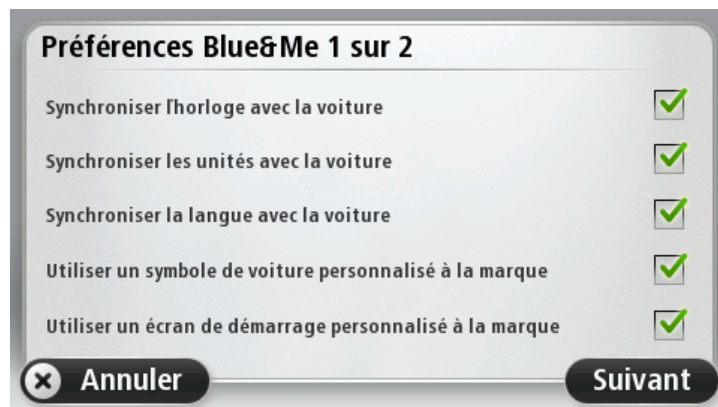 Préférences Blue&Me 1 sur 2
Synchroniser l'horloge avec la voiture
Synchroniser les unités avec la voiture
Synchroniser la langue avec la voiture
Utiliser un symbole de voiture personnalisé à la marque
Utiliser un écran de démarrage personnalisé à la marque
Annuler
Suivant